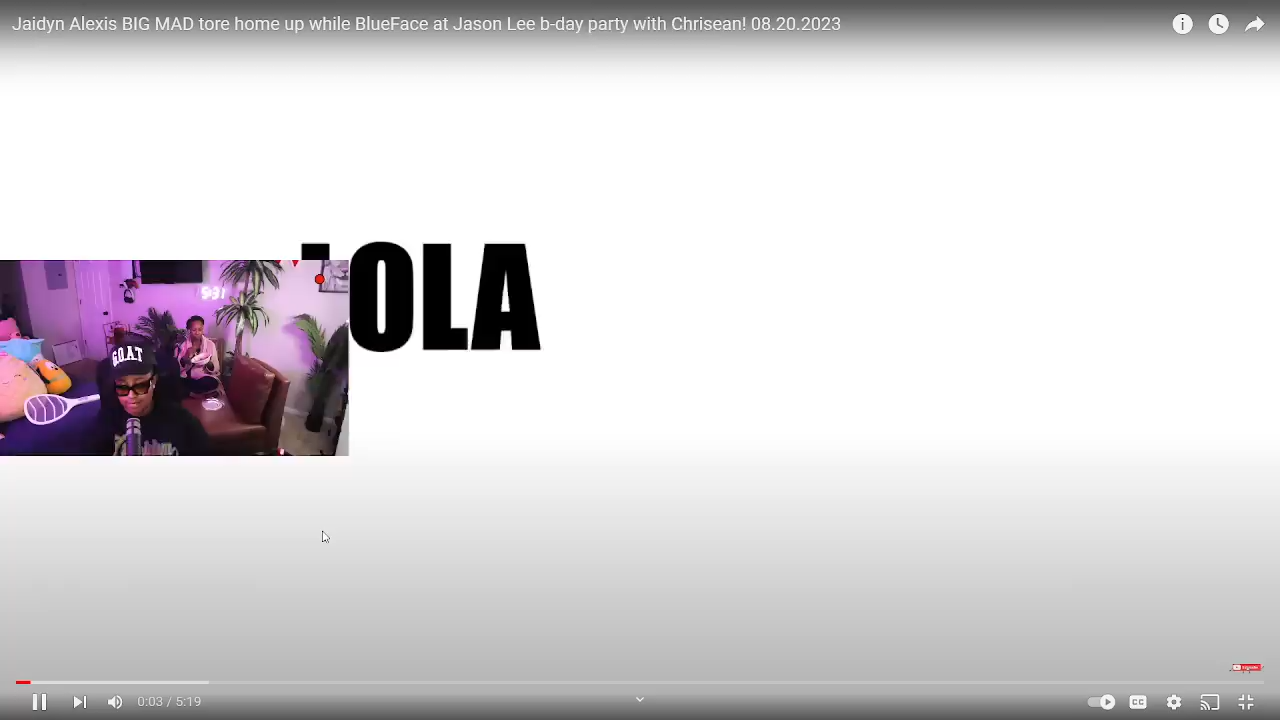 Jaidyn Alexis BIG MAD tore home up while BlueFace at Jason Lee b-day party with Chrisean! 08.20.2023
OLA
G.O.A.T
0:03 / 5:19
CC